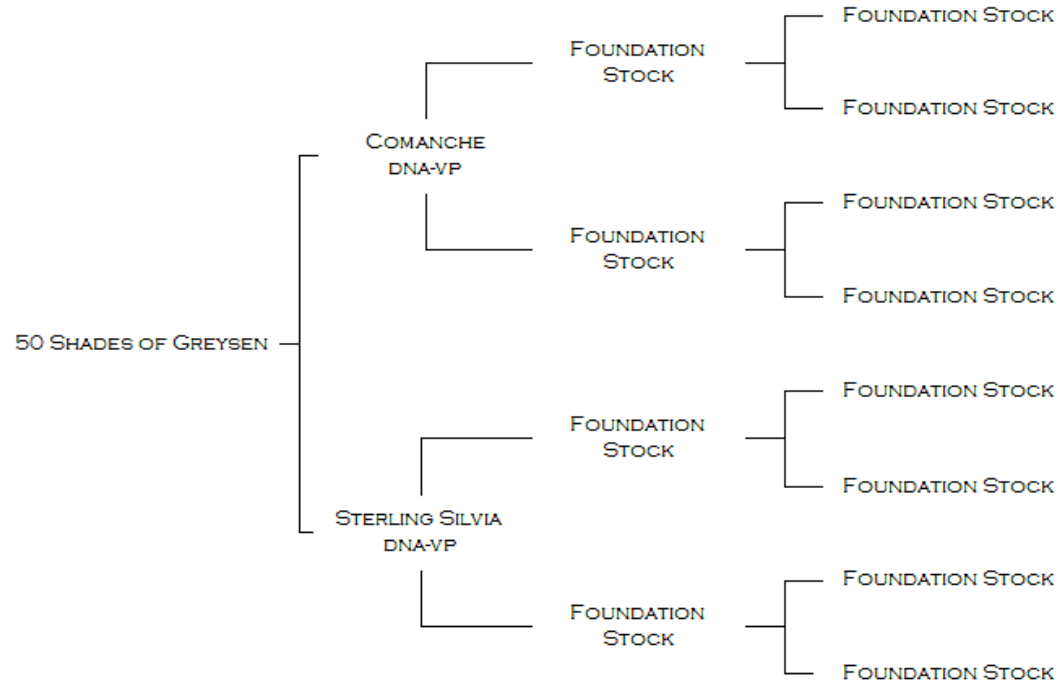 Foundation Stock
Foundation
Stock
Foundation Stock
Comanche
DNA-VP
Foundation Stock
Foundation
Stock
Foundation Stock
50 Shades of Greysen
Foundation Stock
Foundation
Stock
Foundation Stock
Sterling Silvia
DNA-VP
Foundation Stock
Foundation
Stock
Foundation Stock